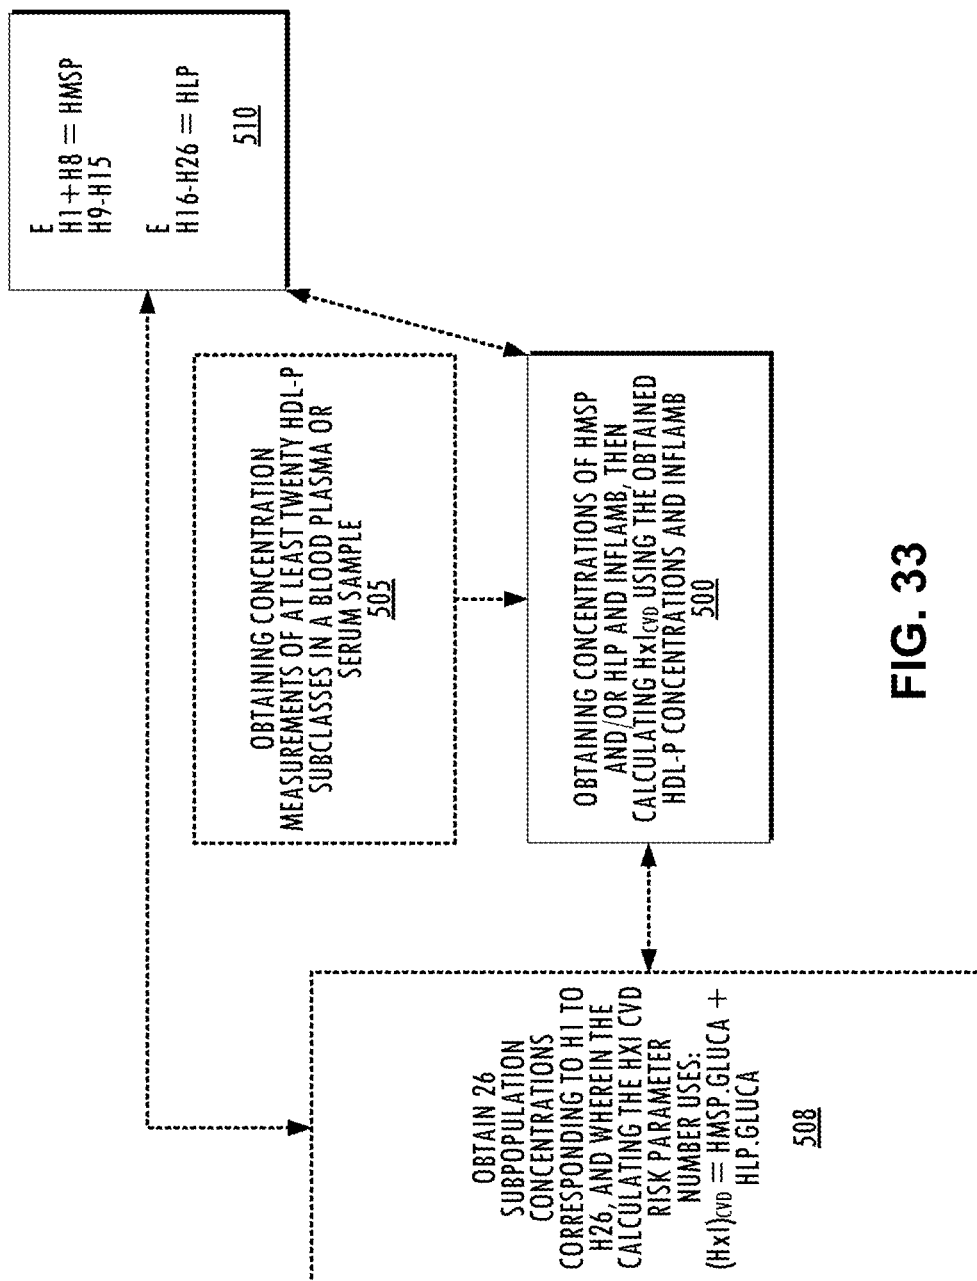 OBTAIN 26
SUBPOPULATION
CONCENTRATIONS
CORRESPONDING TO H1 TO
H26, AND WHEREIN THE
CALCULATING THE HXI CVD
RISK PARAMETER
NUMBER USES:
(HxI)CVD == HMSP.GLUCA +
HLP.GLUCA
508
OBTAINING CONCENTRATION
MEASUREMENTS OF AT LEAST TWENTY HDL-P
SUBCLASSES IN A BLOOD PLASMA OR
SERUM SAMPLE
505
OBTAINING CONCENTRATIONS OF HMSP
AND/OR HLP AND INFLAMB, THEN
CALCULATING HxICVD USING THE OBTAINED
HDL-P CONCENTRATIONS AND INFLAMB
500
E
H1+H8 = HMSP
H9-H15
E
H16-H26 = HLP
510
FIG. 33